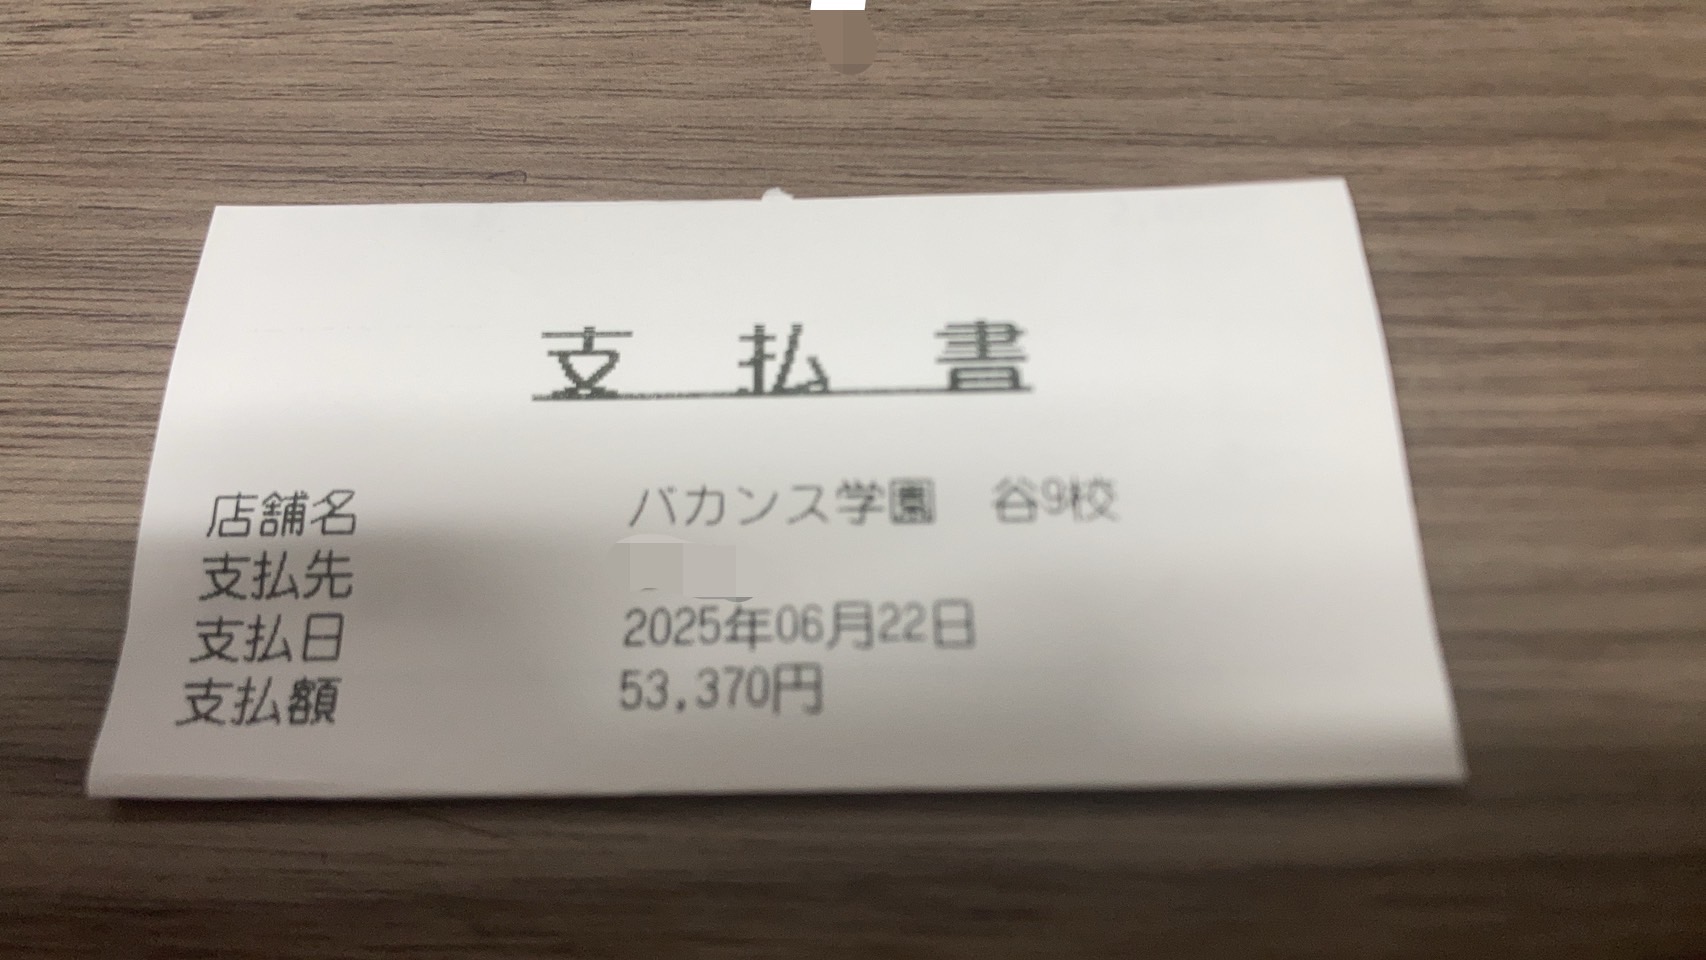 支払書
店舗名 バカンス学園 谷9校
支払先
支払日 2025年06月22日
支払額 53,370円